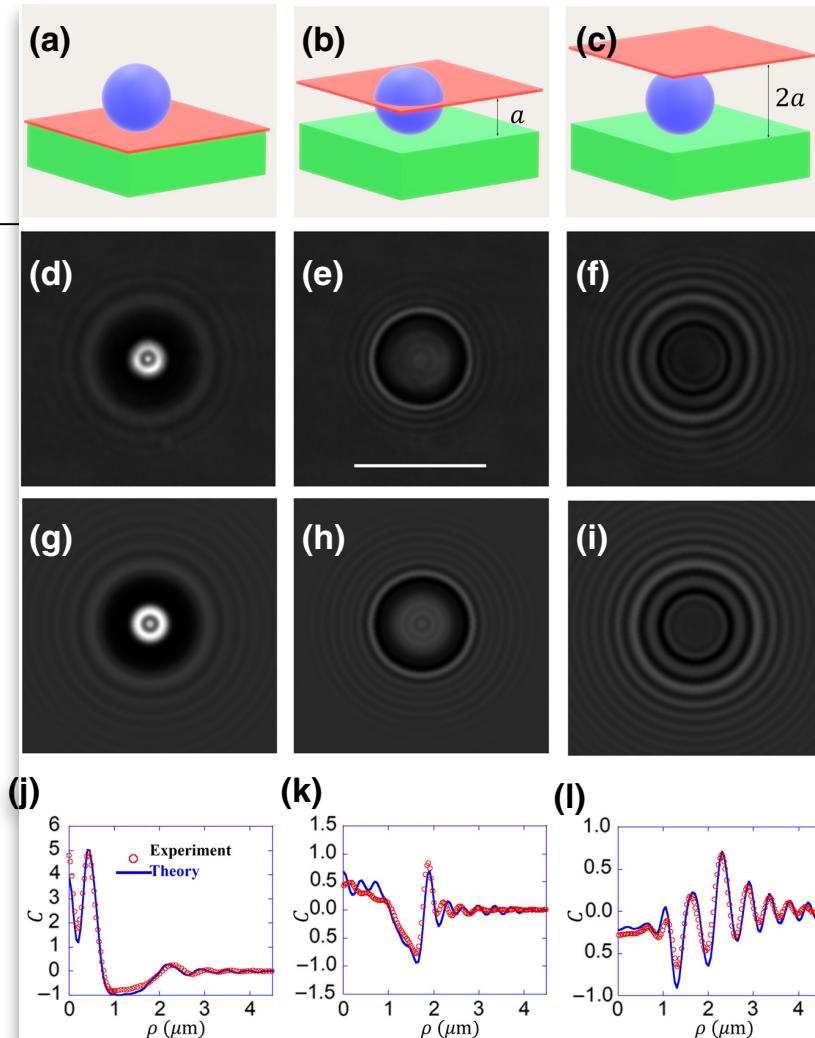 (a) (b) (c)
a
2a
(d) (e) (f)
(g) (h) (i)
(j) (k) (l)
6
5
4
3
2
1
0
−1
C
Experiment
Theory
0 1 2 3 4
ρ (μm)
1.5
1.0
0.5
0.0
0.5
−1.0
−1.5
C
0 1 2 3 4
ρ (μm)
1.0
0.5
0.0
0.5
−1.0
C
0 1 2 3 4
ρ (μm)